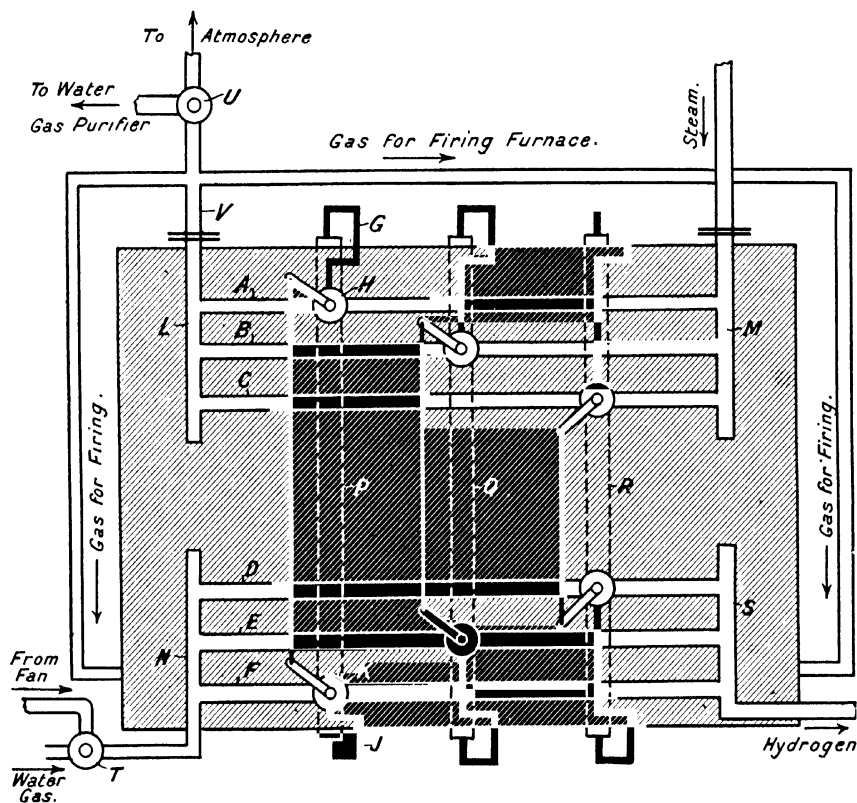 To Atmosphere
To Water
Gas Purifier
U
Gas for Firing Furnace.
Steam.
V
G
A
H
L
B
M
C
Gas for Firing.
Gas for Firing.
P
Q
R
D
E
S
N
F
From
Fan
J
T
Water
Gas.
Hydrogen